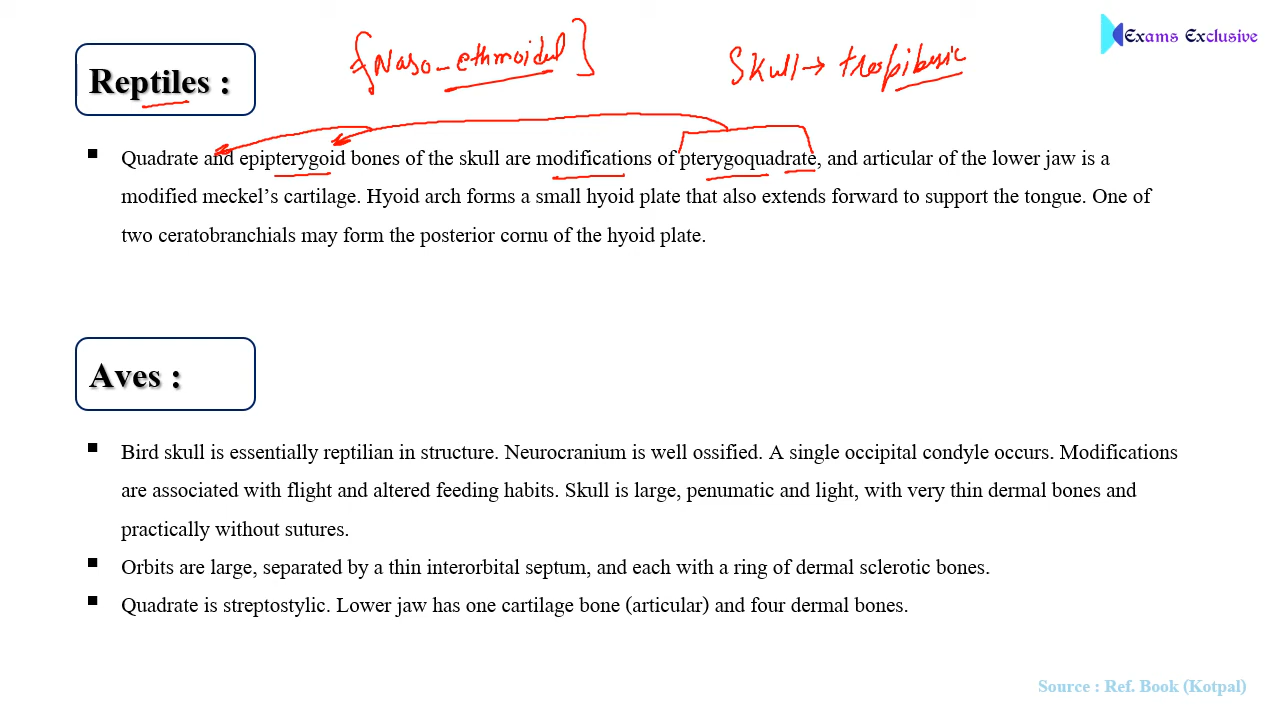 Exams Exclusive
{Naso-ethmoidal]
Skull → tropibasic
Reptiles :
▪ Quadrate and epipterygoid bones of the skull are modifications of pterygoquadrate, and articular of the lower jaw is a
modified meckel's cartilage. Hyoid arch forms a small hyoid plate that also extends forward to support the tongue. One of
two ceratobranchials may form the posterior cornu of the hyoid plate.
Aves :
▪ Bird skull is essentially reptilian in structure. Neurocranium is well ossified. A single occipital condyle occurs. Modifications
are associated with flight and altered feeding habits. Skull is large, penumatic and light, with very thin dermal bones and
practically without sutures.
▪ Orbits are large, separated by a thin interorbital septum, and each with a ring of dermal sclerotic bones.
▪ Quadrate is streptostylic. Lower jaw has one cartilage bone (articular) and four dermal bones.
Source : Ref. Book (Kotpal)